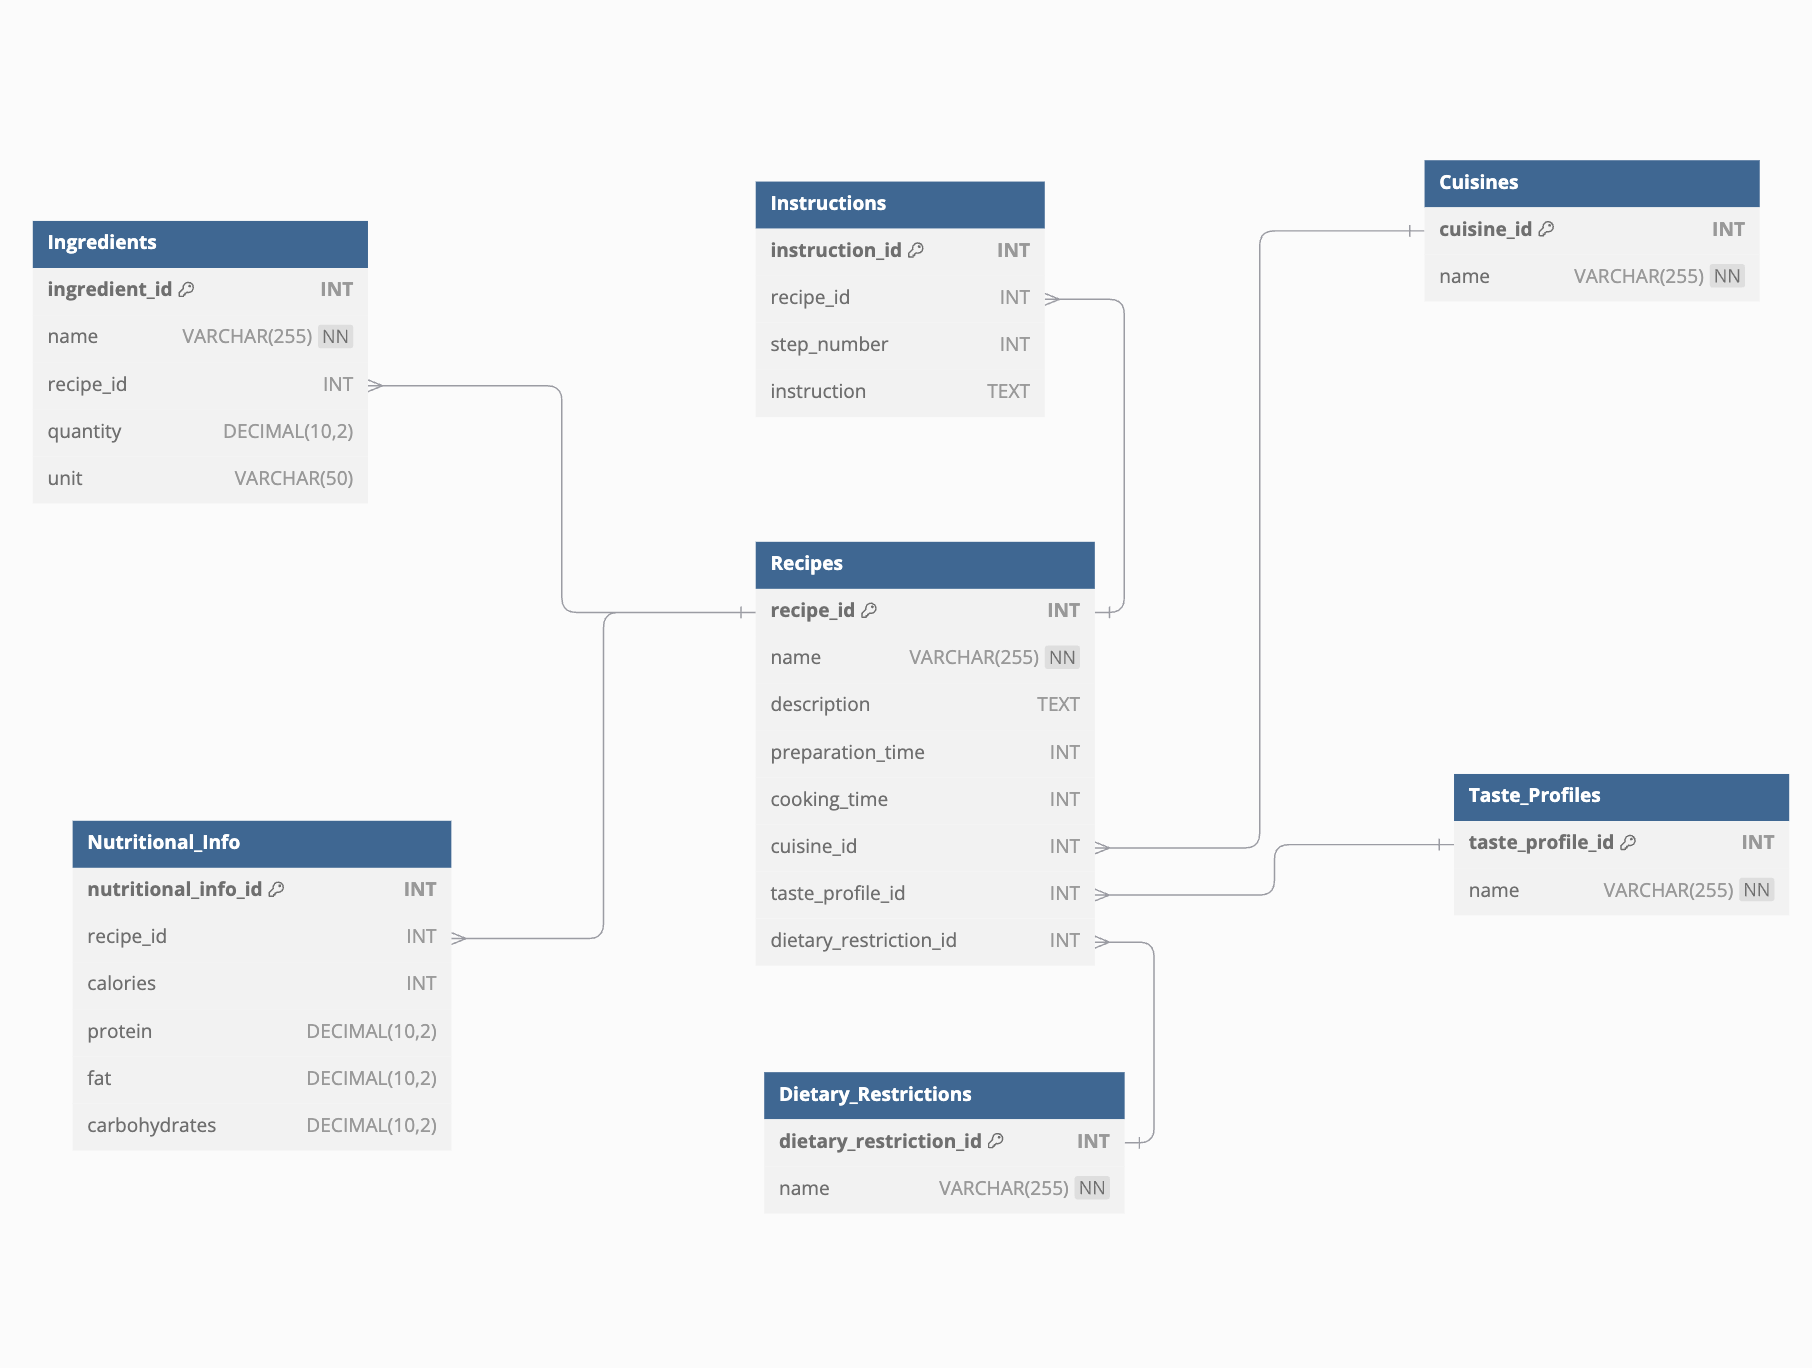 Ingredients
ingredient_id INT
name VARCHAR(255) NN
recipe_id INT
quantity DECIMAL(10,2)
unit VARCHAR(50)
Instructions
instruction_id INT
recipe_id INT
step_number INT
instruction TEXT
Cuisines
cuisine_id INT
name VARCHAR(255) NN
Recipes
recipe_id INT
name VARCHAR(255) NN
description TEXT
preparation_time INT
cooking_time INT
cuisine_id INT
taste_profile_id INT
dietary_restriction_id INT
Taste_Profiles
taste_profile_id INT
name VARCHAR(255) NN
Nutritional_Info
nutritional_info_id INT
recipe_id INT
calories INT
protein DECIMAL(10,2)
fat DECIMAL(10,2)
carbohydrates DECIMAL(10,2)
Dietary_Restrictions
dietary_restriction_id INT
name VARCHAR(255) NN